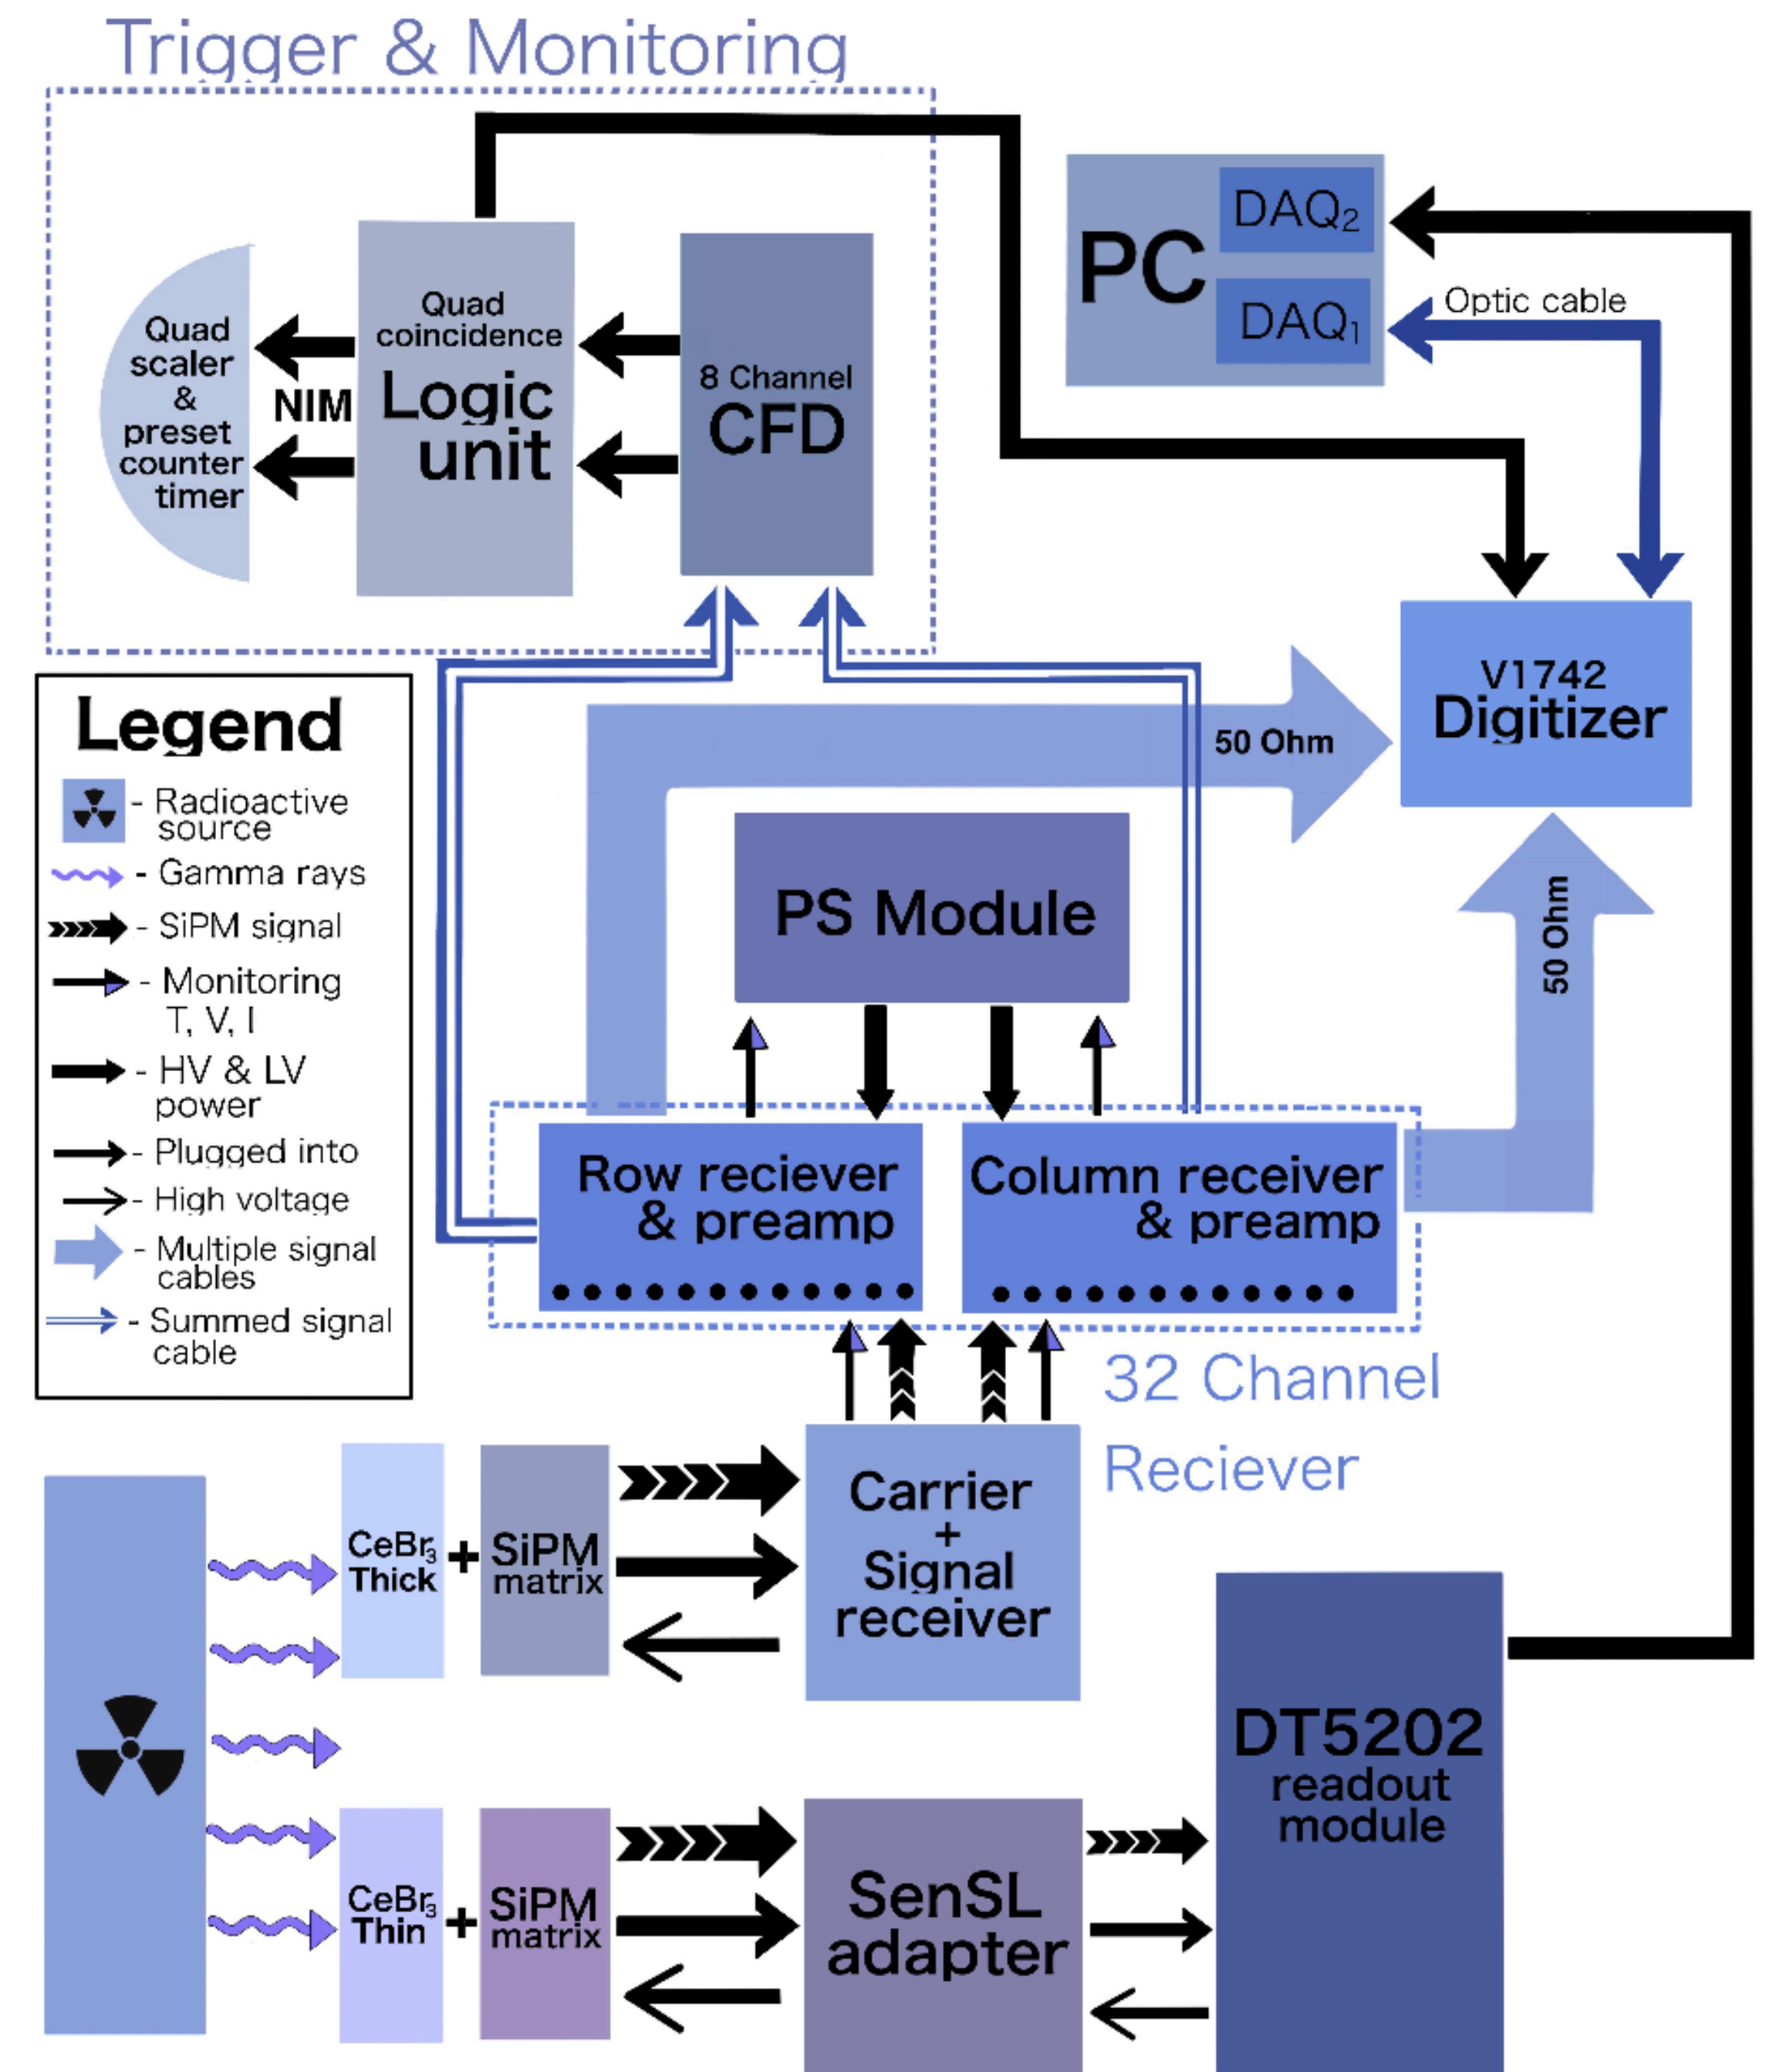 Trigger & Monitoring
Quad
scaler
&
preset
counter
timer
NIM
Quad
coincidence
Logic
unit
8 Channel
CFD
PC
DAQ₂
DAQ₁
Optic cable
V1742
Digitizer
50 Ohm
50 Ohm
Legend
- Radioactive
source
- Gamma rays
- SiPM signal
- Monitoring
T, V, I
- HV & LV
power
- Plugged into
- High voltage
- Multiple signal
cables
- Summed signal
cable
PS Module
Row reciever
& preamp
Column receiver
& preamp
32 Channel
Reciever
CeBr₃
Thick
+
SiPM
matrix
Carrier
+
Signal
receiver
CeBr₃
Thin
+
SiPM
matrix
SenSL
adapter
DT5202
readout
module